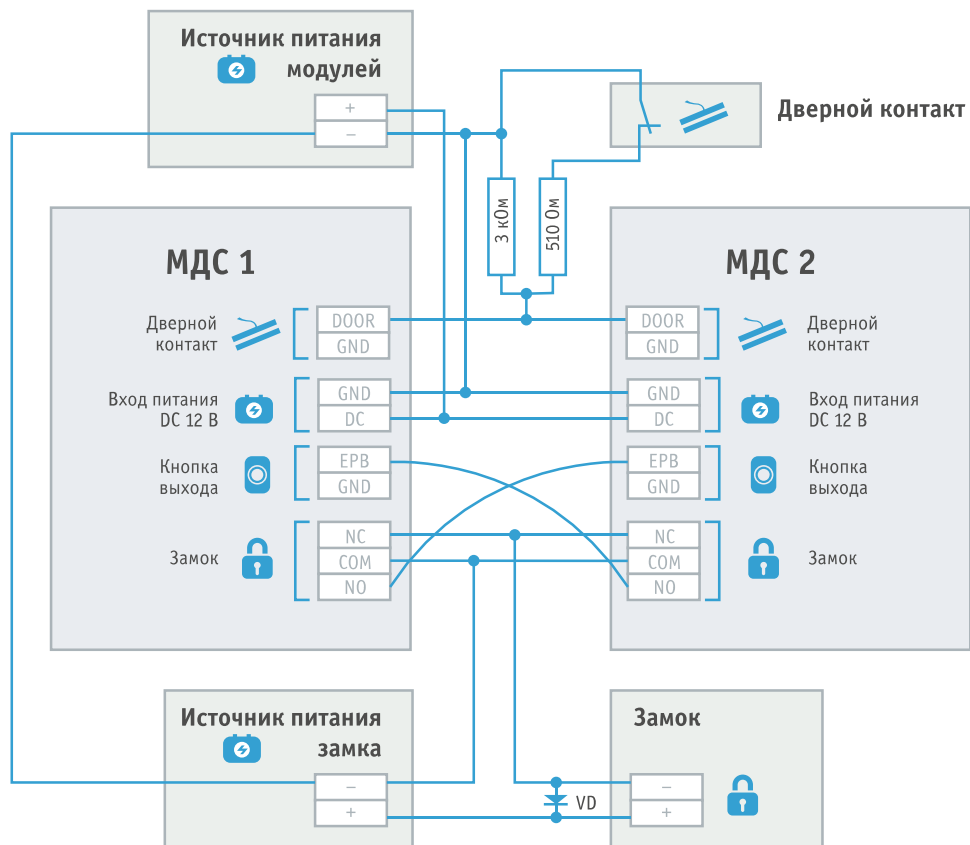 Источник питания
модулей
+
–
Дверной контакт
3 кОм
510 Ом
МДС 1
Дверной
контакт
DOOR
GND
Вход питания
DC 12 В
GND
DC
Кнопка
выхода
EPB
GND
Замок
NC
COM
NO
МДС 2
DOOR
GND
Дверной
контакт
GND
DC
Вход питания
DC 12 В
EPB
GND
Кнопка
выхода
NC
COM
NO
Замок
Источник питания
замка
–
+
VD
Замок
–
+